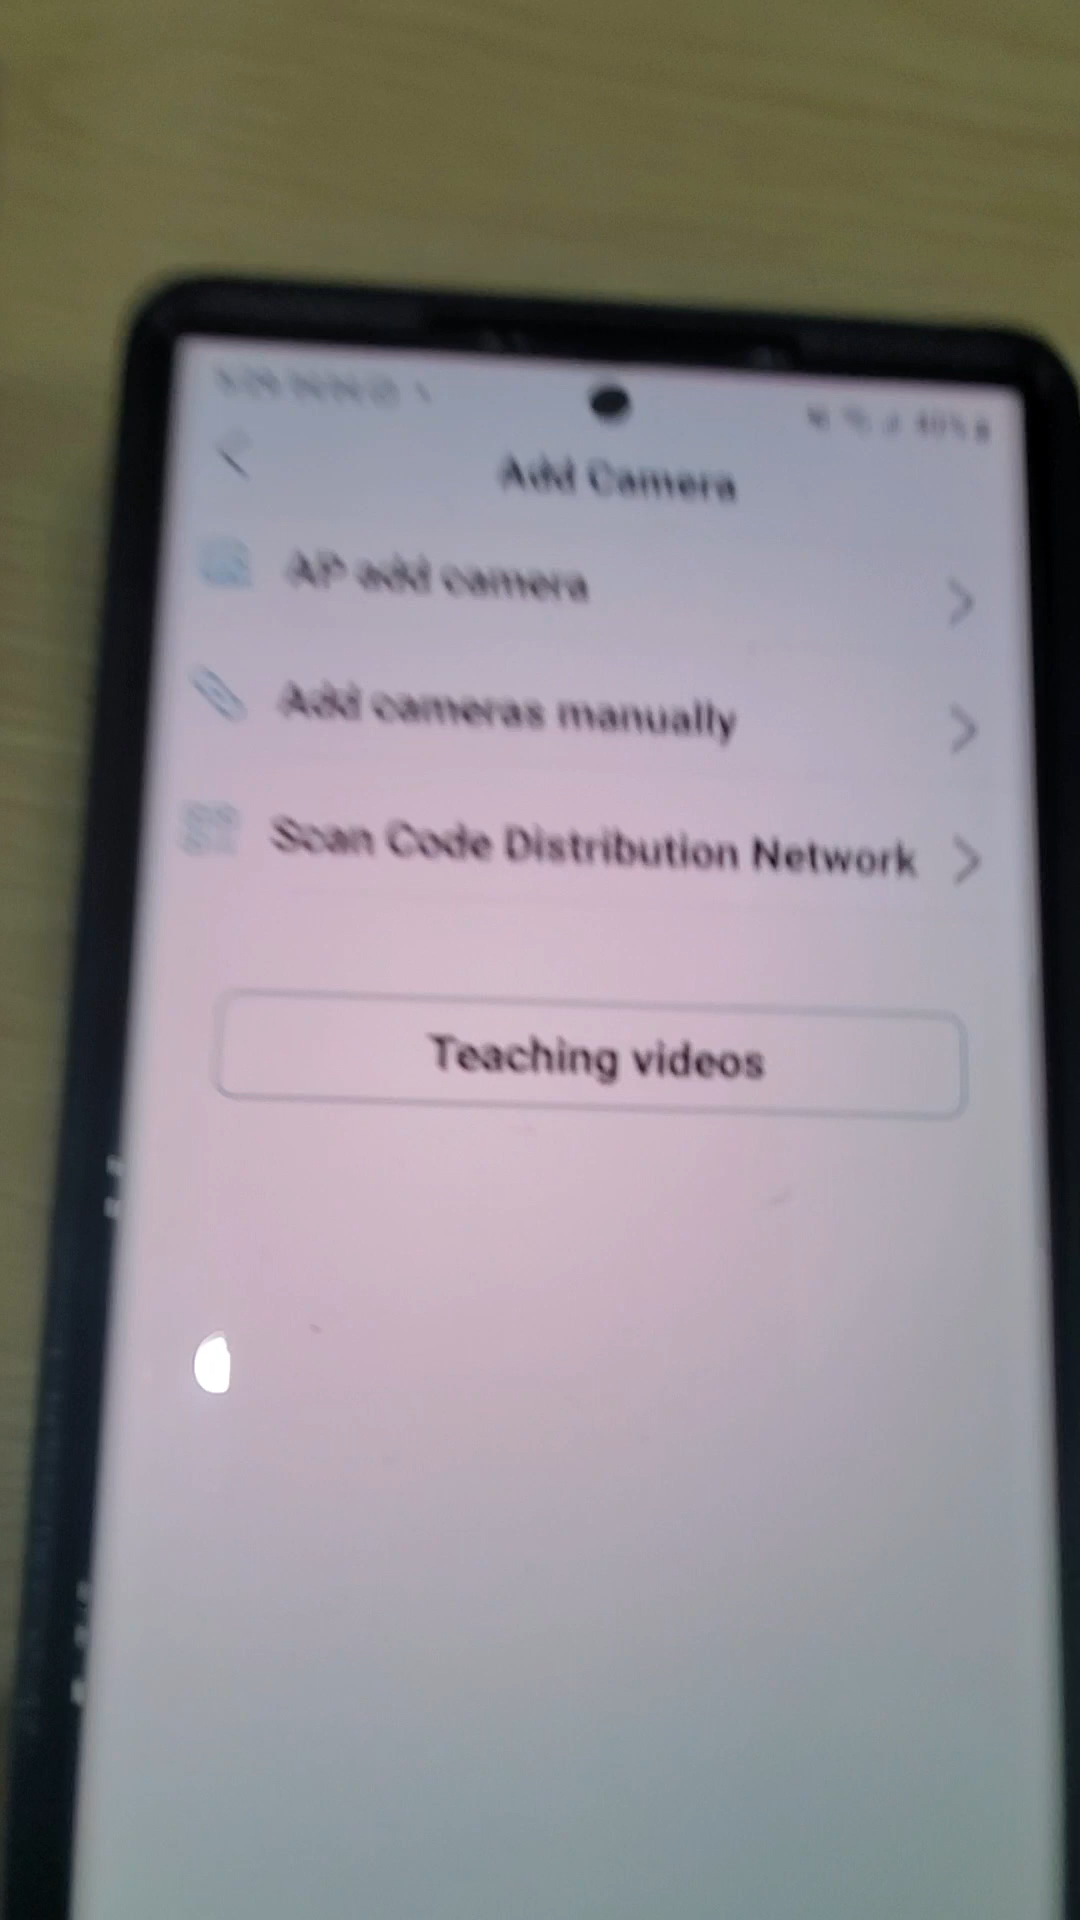 Add Camera
AP add camera
Add cameras manually
Scan Code Distribution Network
Teaching videos